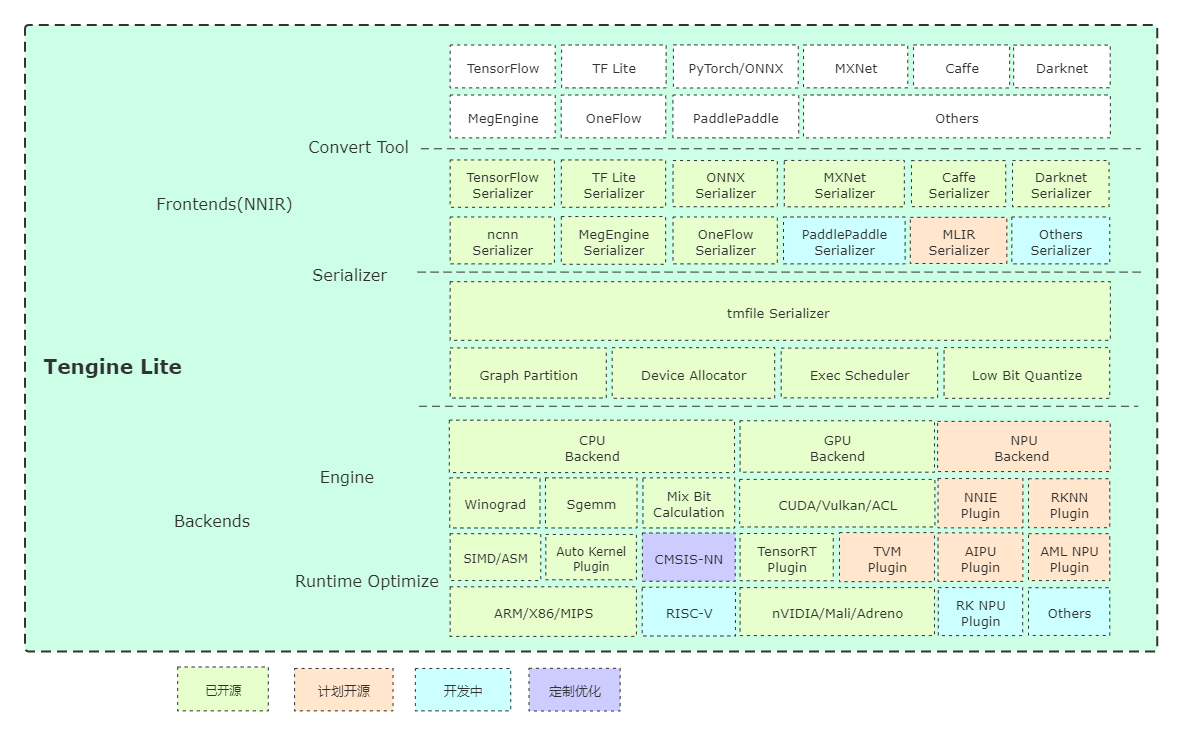 TensorFlow
TF Lite
PyTorch/ONNX
MXNet
Caffe
Darknet
MegEngine
OneFlow
PaddlePaddle
Others
Convert Tool
TensorFlow
Serializer
TF Lite
Serializer
ONNX
Serializer
MXNet
Serializer
Caffe
Serializer
Darknet
Serializer
Frontends(NNIR)
ncnn
Serializer
MegEngine
Serializer
OneFlow
Serializer
PaddlePaddle
Serializer
MLIR
Serializer
Others
Serializer
Serializer
tmfile Serializer
Tengine Lite
Graph Partition
Device Allocator
Exec Scheduler
Low Bit Quantize
CPU
Backend
GPU
Backend
NPU
Backend
Engine
Winograd
Sgemm
Mix Bit
Calculation
CUDA/Vulkan/ACL
NNIE
Plugin
RKNN
Plugin
Backends
SIMD/ASM
Auto Kernel
Plugin
CMSIS-NN
TensorRT
Plugin
TVM
Plugin
AIPU
Plugin
AML NPU
Plugin
Runtime Optimize
ARM/X86/MIPS
RISC-V
nVIDIA/Mali/Adreno
RK NPU
Plugin
Others
已开源
计划开源
开发中
定制优化